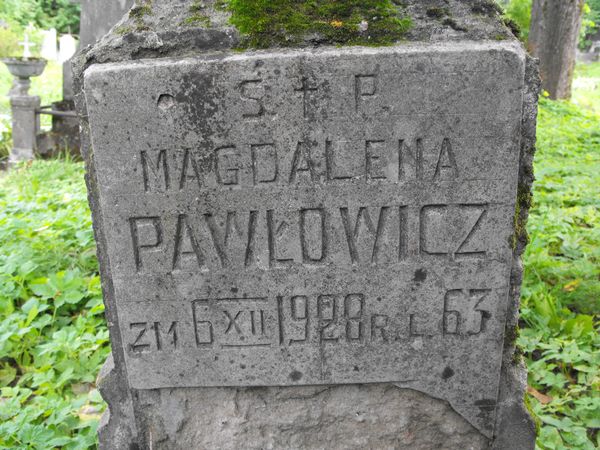 S. † P.
MAGDALENA
PAWŁOWICZ
ZM 6 XII 1928 R. L. 63